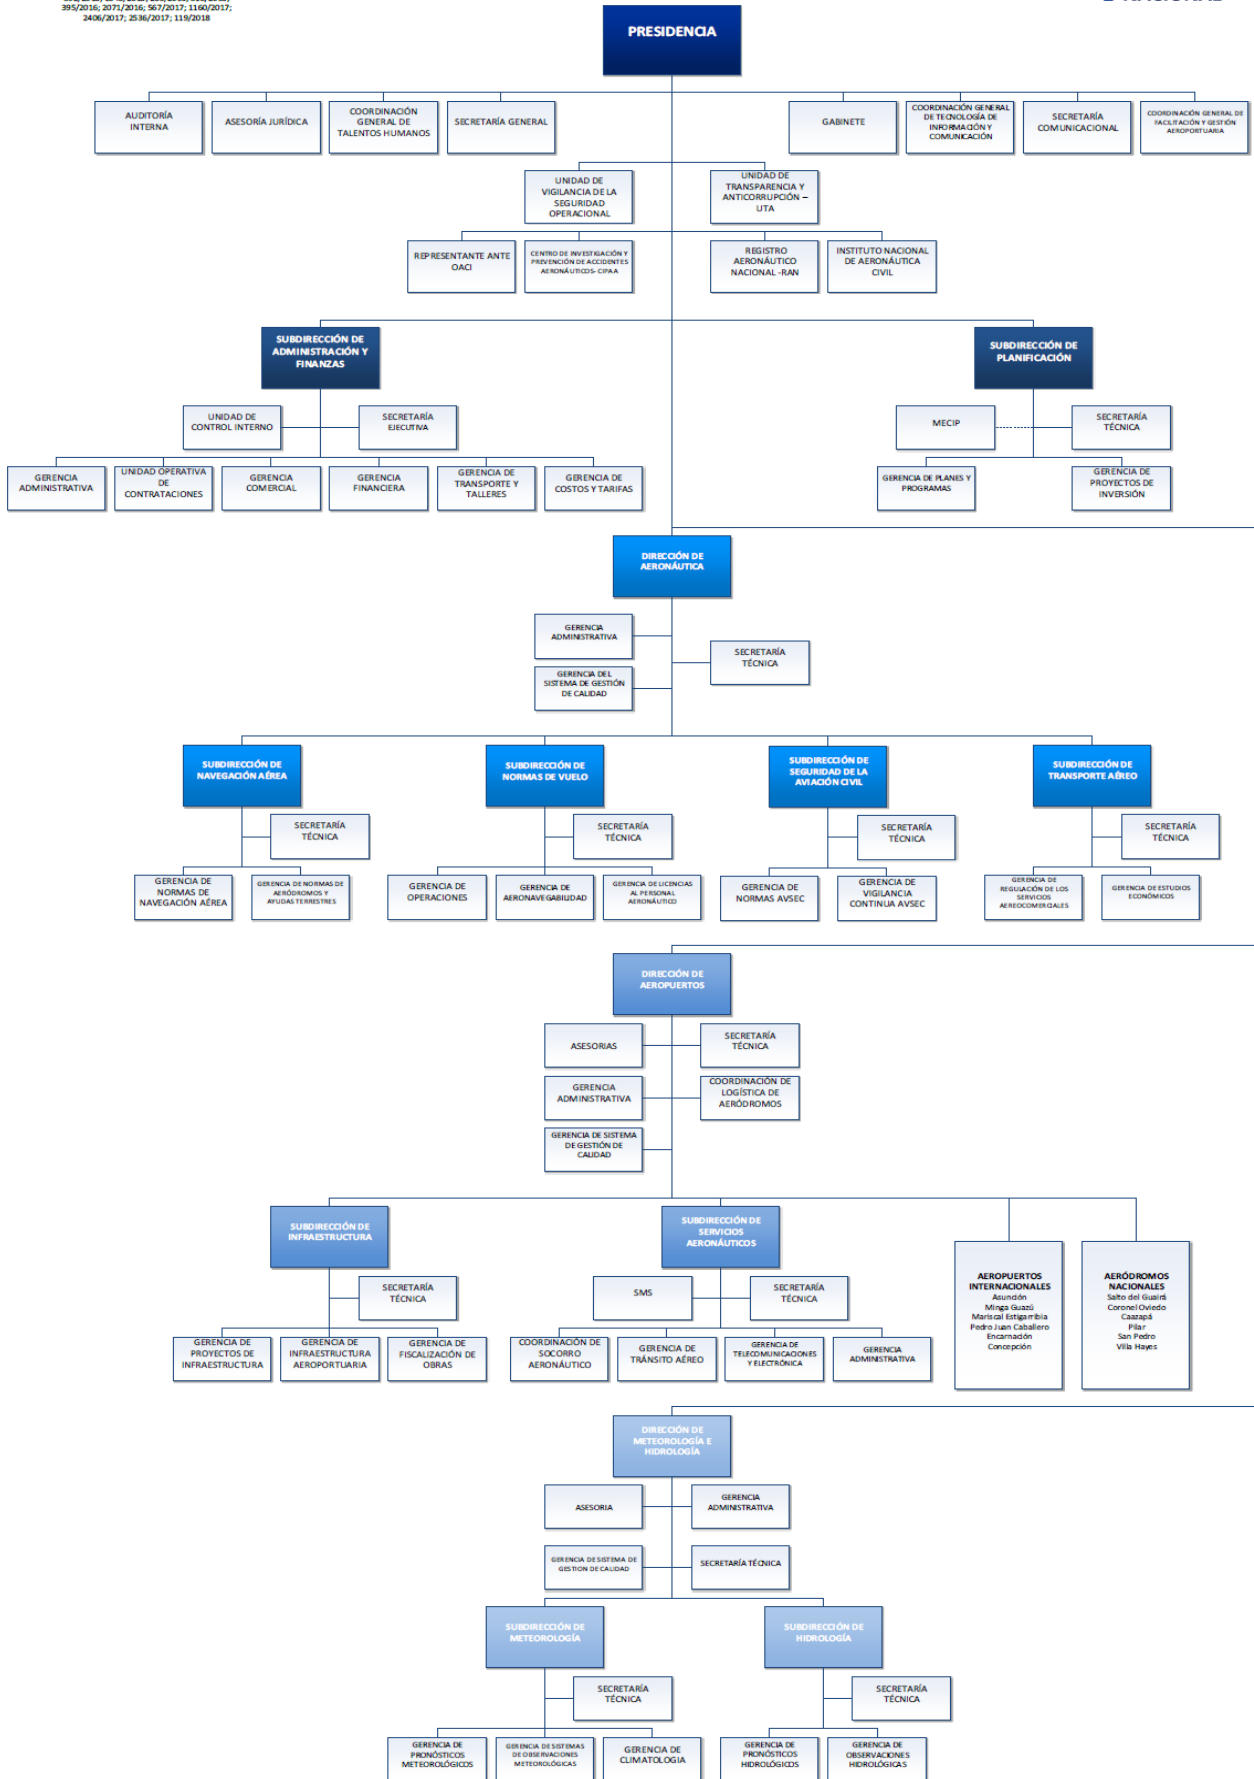 395/2016; 2071/2016; 567/2017; 1160/2017;
2406/2017; 2536/2017; 119/2018
PRESIDENCIA
AUDITORÍA
INTERNA
ASESORÍA JURÍDICA
COORDINACIÓN
GENERAL DE
TALENTOS HUMANOS
SECRETARÍA GENERAL
GABINETE
COORDINACIÓN GENERAL
DE TECNOLOGÍA DE
INFORMACIÓN Y
COMUNICACIÓN
SECRETARÍA
COMUNICACIONAL
COORDINACIÓN GENERAL DE
FACILITACIÓN Y GESTIÓN
AEROPORTUARIA
UNIDAD DE
VIGILANCIA DE LA
SEGURIDAD
OPERACIONAL
UNIDAD DE
TRANSPARENCIA Y
ANTICORRUPCIÓN –
UTA
REPRESENTANTE ANTE
OACI
CENTRO DE INVESTIGACIÓN Y
PREVENCIÓN DE ACCIDENTES
AERONÁUTICOS- CIPAA
REGISTRO
AERONÁUTICO
NACIONAL -RAN
INSTITUTO NACIONAL
DE AERONÁUTICA
CIVIL
SUBDIRECCIÓN DE
ADMINISTRACIÓN Y
FINANZAS
SUBDIRECCIÓN DE
PLANIFICACIÓN
UNIDAD DE
CONTROL INTERNO
SECRETARÍA
EJECUTIVA
MECIP
SECRETARÍA
TÉCNICA
GERENCIA
ADMINISTRATIVA
UNIDAD OPERATIVA
DE
CONTRATACIONES
GERENCIA
COMERCIAL
GERENCIA
FINANCIERA
GERENCIA DE
TRANSPORTE Y
TALLERES
GERENCIA DE
COSTOS Y TARIFAS
GERENCIA DE PLANES Y
PROGRAMAS
GERENCIA DE
PROYECTOS DE
INVERSIÓN
DIRECCIÓN DE
AERONÁUTICA
GERENCIA
ADMINISTRATIVA
SECRETARÍA
TÉCNICA
GERENCIA DEL
SISTEMA DE GESTIÓN
DE CALIDAD
SUBDIRECCIÓN DE
NAVEGACIÓN AÉREA
SUBDIRECCIÓN DE
NORMAS DE VUELO
SUBDIRECCIÓN DE
SEGURIDAD DE LA
AVIACIÓN CIVIL
SUBDIRECCIÓN DE
TRANSPORTE AÉREO
SECRETARÍA
TÉCNICA
SECRETARÍA
TÉCNICA
SECRETARÍA
TÉCNICA
SECRETARÍA
TÉCNICA
GERENCIA DE
NORMAS DE
NAVEGACIÓN AÉREA
GERENCIA DE NORMAS DE
AERÓDROMOS Y
AYUDAS TERRESTRES
GERENCIA DE
OPERACIONES
GERENCIA DE
AERONAVEGABILIDAD
GERENCIA DE LICENCIAS
AL PERSONAL
AERONÁUTICO
GERENCIA DE
NORMAS AVSEC
GERENCIA DE
VIGILANCIA
CONTINUA AVSEC
GERENCIA DE
REGULACIÓN DE LOS
SERVICIOS
AEREOCOMERCIALES
GERENCIA DE ESTUDIOS
ECONÓMICOS
DIRECCIÓN DE
AEROPUERTOS
ASESORIAS
SECRETARÍA
TÉCNICA
GERENCIA
ADMINISTRATIVA
COORDINACIÓN DE
LOGÍSTICA DE
AERÓDROMOS
GERENCIA DE SISTEMA
DE GESTIÓN DE
CALIDAD
SUBDIRECCIÓN DE
INFRAESTRUCTURA
SUBDIRECCIÓN DE
SERVICIOS
AERONÁUTICOS
SECRETARÍA
TÉCNICA
SMS
SECRETARÍA
TÉCNICA
AEROPUERTOS
INTERNACIONALES
Asunción
Minga Guazú
Mariscal Estigarribia
Pedro Juan Caballero
Encarnación
Concepción
AERÓDROMOS
NACIONALES
Salto del Guairá
Coronel Oviedo
Caazapá
Pilar
San Pedro
Villa Hayes
GERENCIA DE
PROYECTOS DE
INFRAESTRUCTURA
GERENCIA DE
INFRAESTRUCTURA
AEROPORTUARIA
GERENCIA DE
FISCALIZACIÓN DE
OBRAS
COORDINACIÓN DE
SOCORRO
AERONÁUTICO
GERENCIA DE
TRÁNSITO AÉREO
GERENCIA DE
TELECOMUNICACIONES
Y ELECTRÓNICA
GERENCIA
ADMINISTRATIVA
DIRECCIÓN DE
METEOROLOGÍA E
HIDROLOGÍA
ASESORIA
GERENCIA
ADMINISTRATIVA
GERENCIA DE SISTEMA DE
GESTION DE CALIDAD
SECRETARÍA TÉCNICA
SUBDIRECCIÓN DE
METEOROLOGÍA
SUBDIRECCIÓN DE
HIDROLOGÍA
SECRETARÍA
TÉCNICA
SECRETARÍA
TÉCNICA
GERENCIA DE
PRONÓSTICOS
METEOROLÓGICOS
GERENCIA DE SISTEMAS
DE OBSERVACIONES
METEOROLÓGICAS
GERENCIA DE
CLIMATOLOGIA
GERENCIA DE
PRONÓSTICOS
HIDROLÓGICOS
GERENCIA DE
OBSERVACIONES
HIDROLÓGICAS